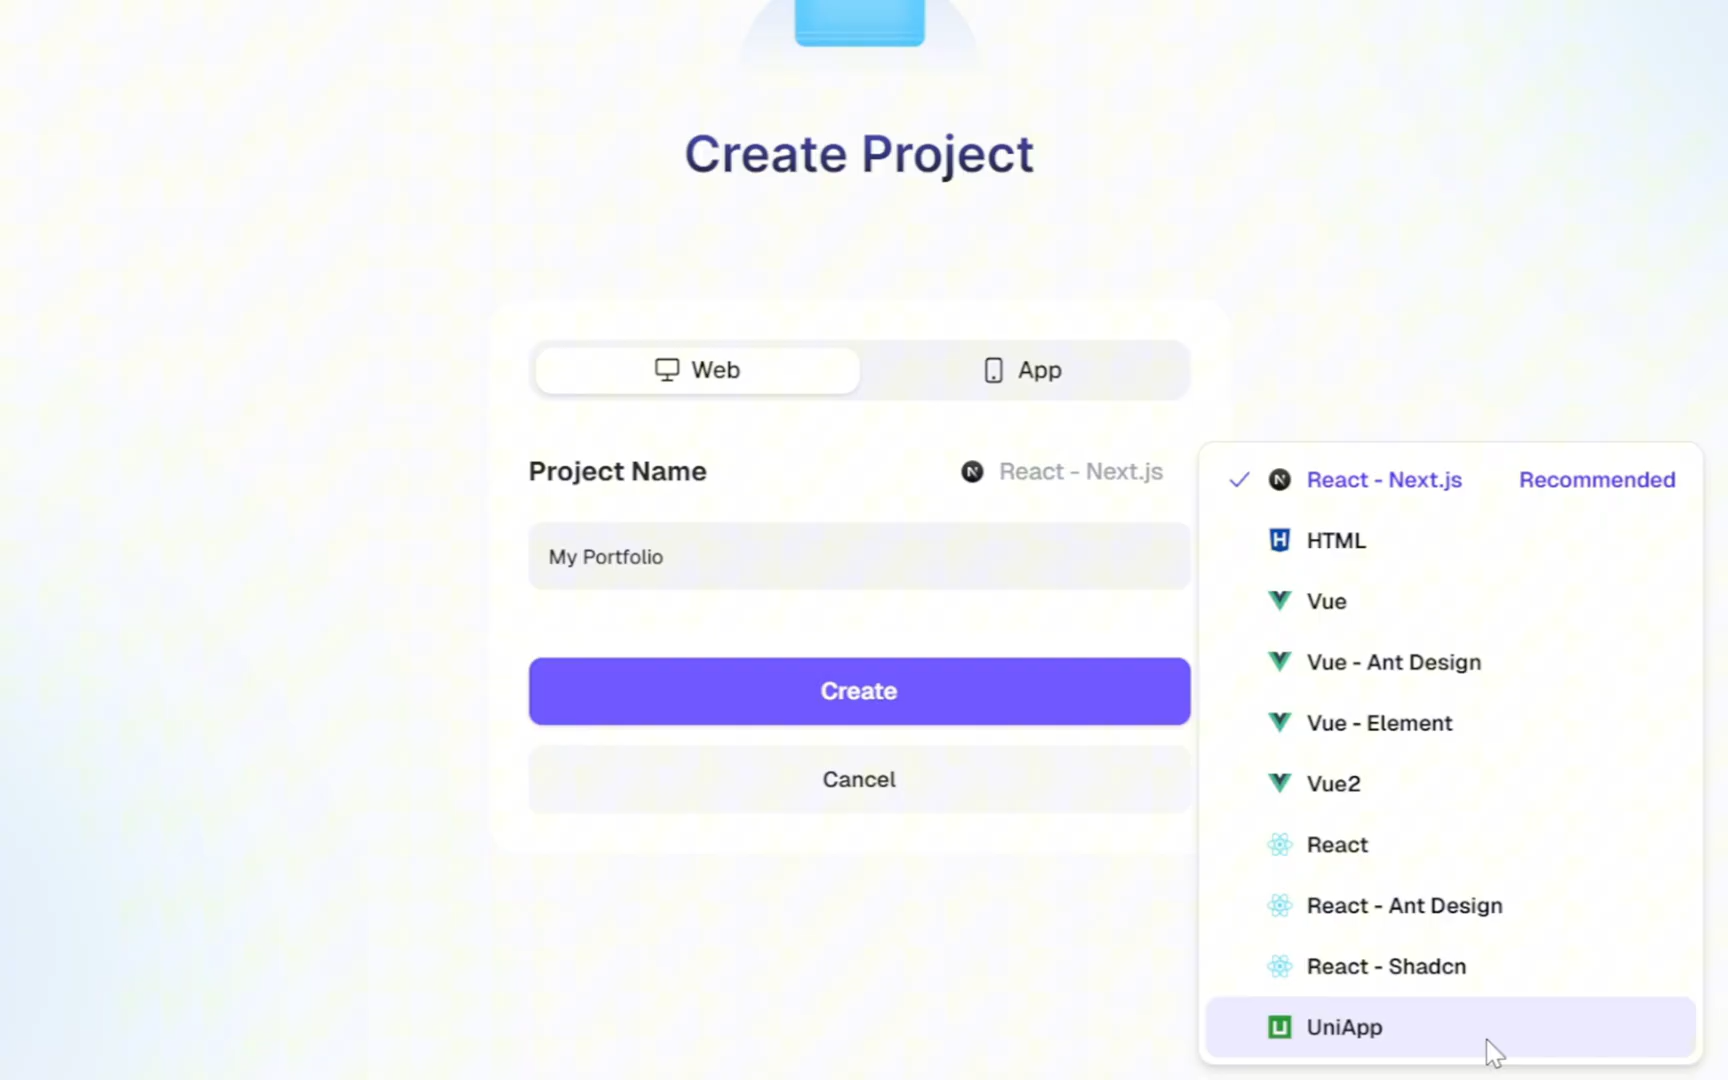 Create Project
Web
App
Project Name
React - Next.js
My Portfolio
Create
Cancel
React - Next.js Recommended
HTML
Vue
Vue - Ant Design
Vue - Element
Vue2
React
React - Ant Design
React - Shadcn
UniApp